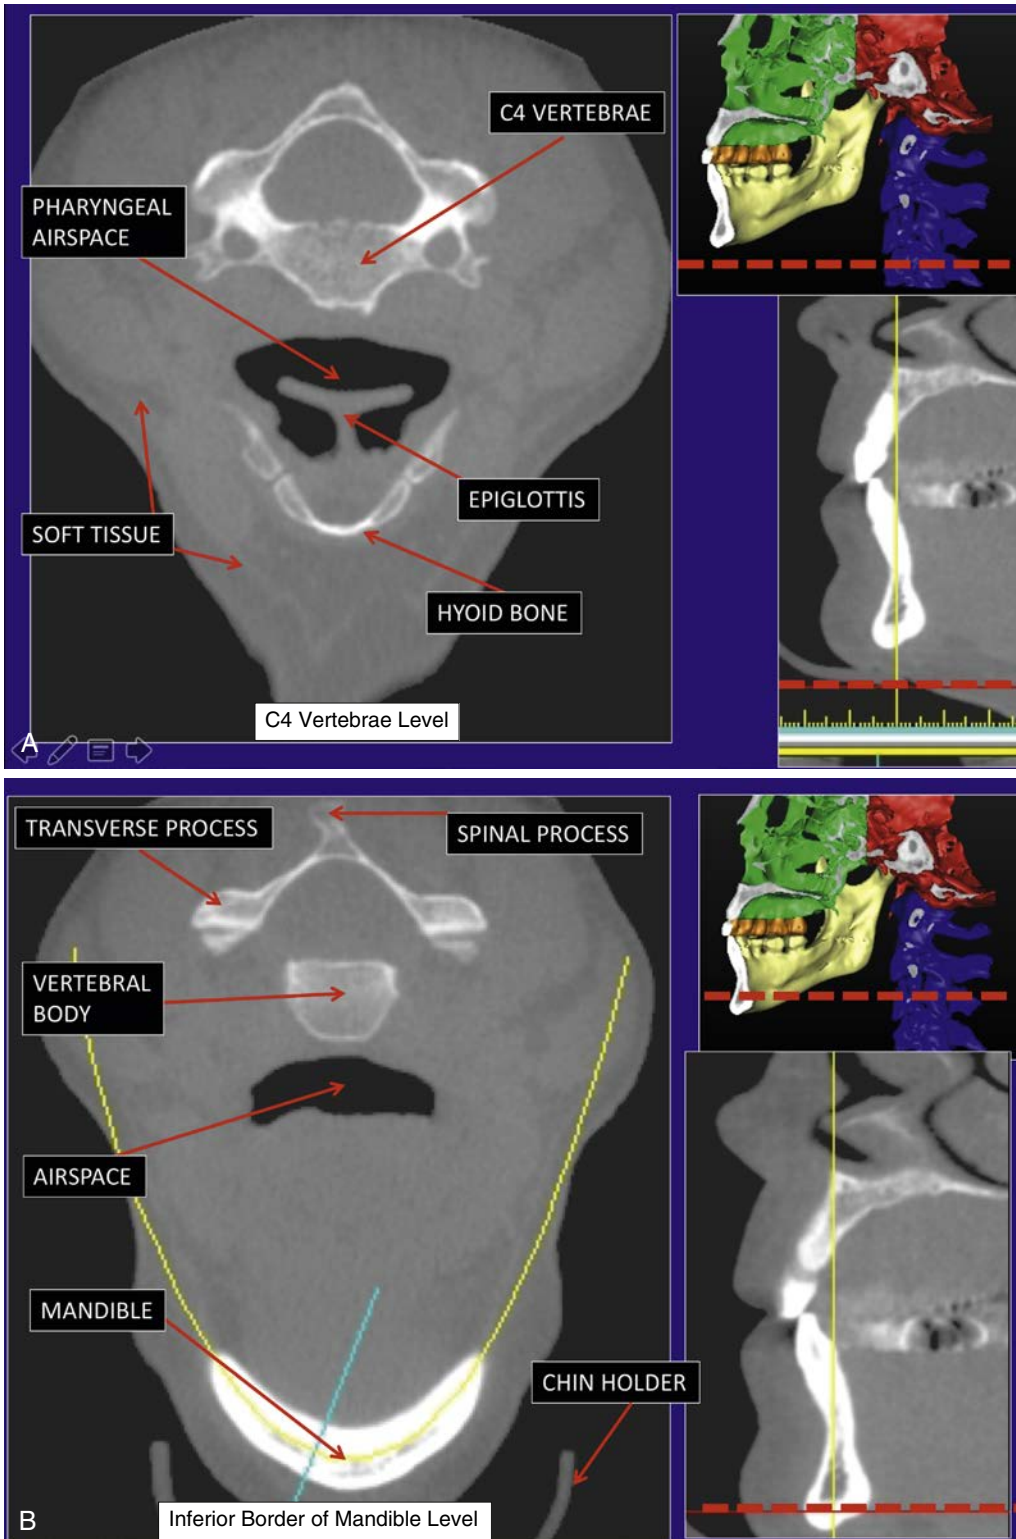 C4 VERTEBRAE
PHARYNGEAL
AIRSPACE
EPIGLOTTIS
SOFT TISSUE
HYOID BONE
C4 Vertebrae Level
A
TRANSVERSE PROCESS
SPINAL PROCESS
VERTEBRAL
BODY
AIRSPACE
MANDIBLE
CHIN HOLDER
B
Inferior Border of Mandible Level